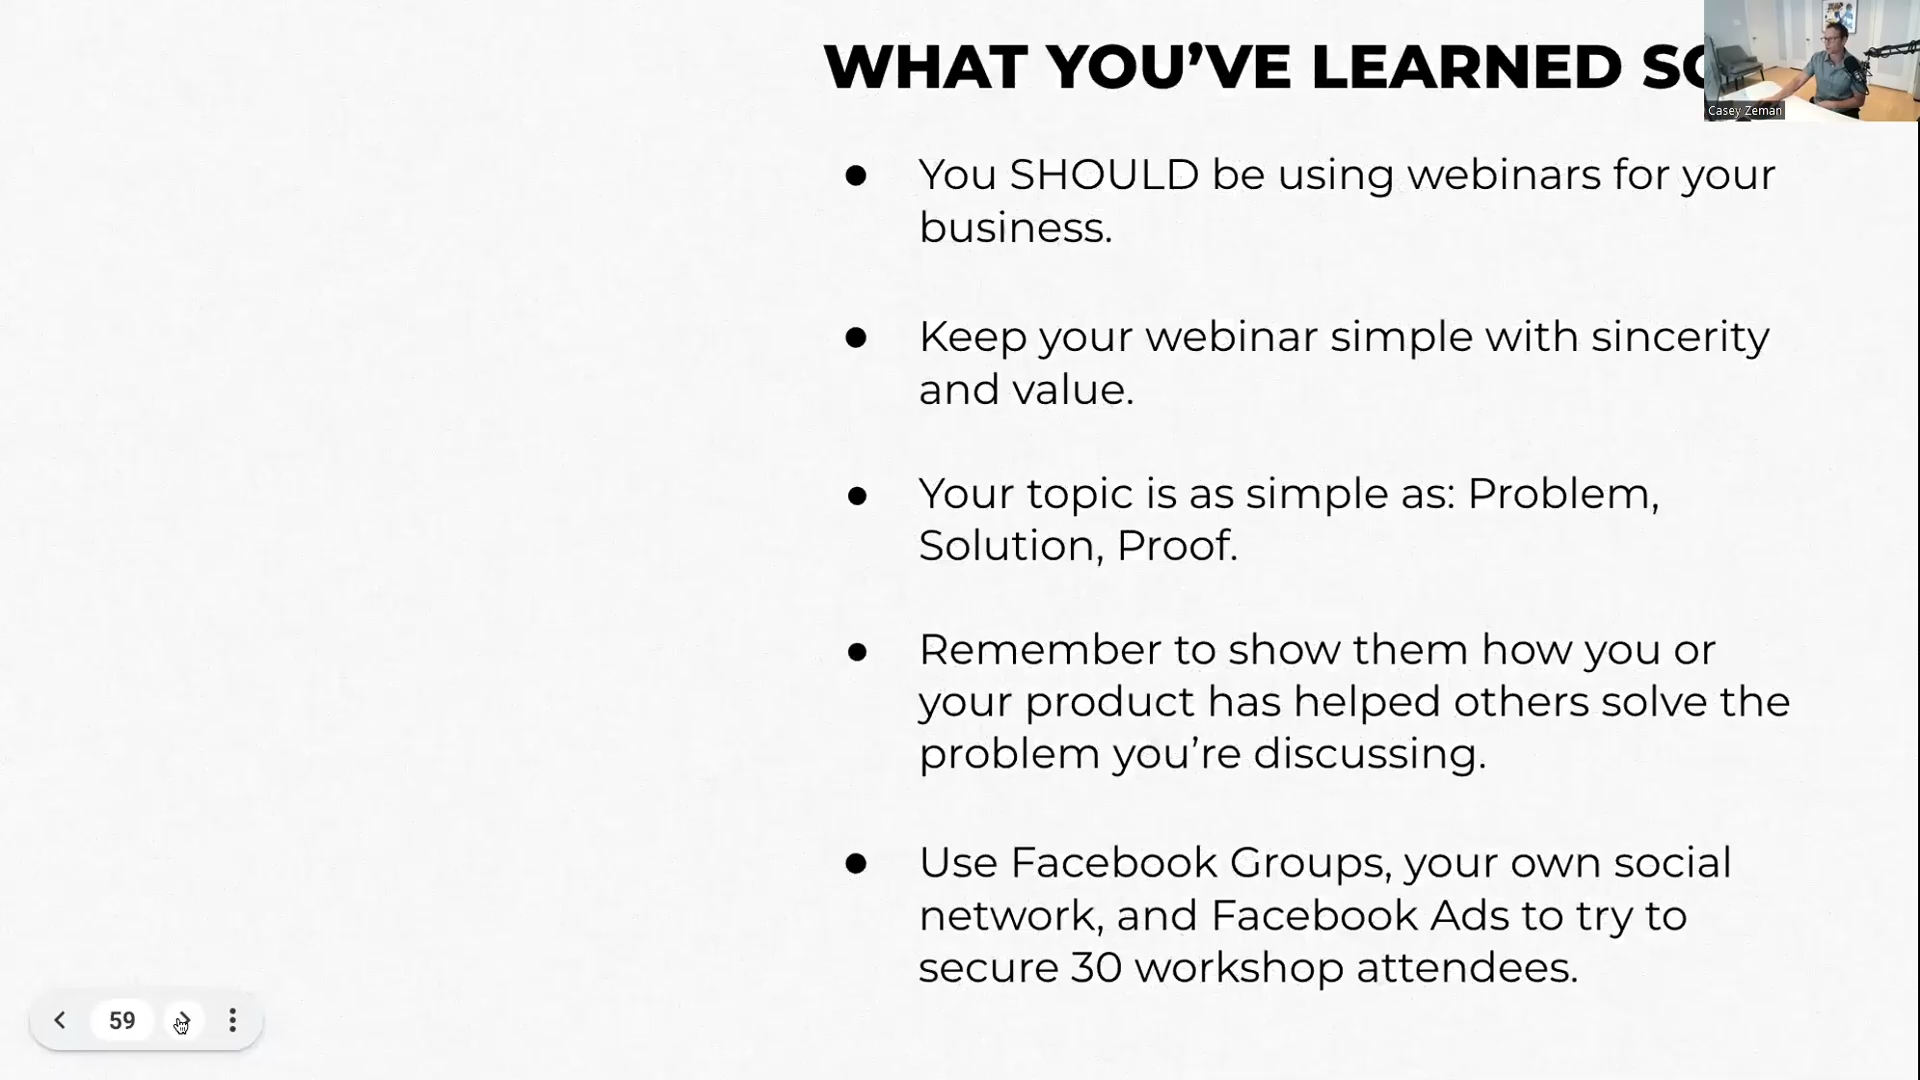 WHAT YOU’VE LEARNED
Casey Zeman
● You SHOULD be using webinars for your
business.
● Keep your webinar simple with sincerity
and value.
● Your topic is as simple as: Problem,
Solution, Proof.
● Remember to show them how you or
your product has helped others solve the
problem you’re discussing.
● Use Facebook Groups, your own social
network, and Facebook Ads to try to
secure 30 workshop attendees.
59